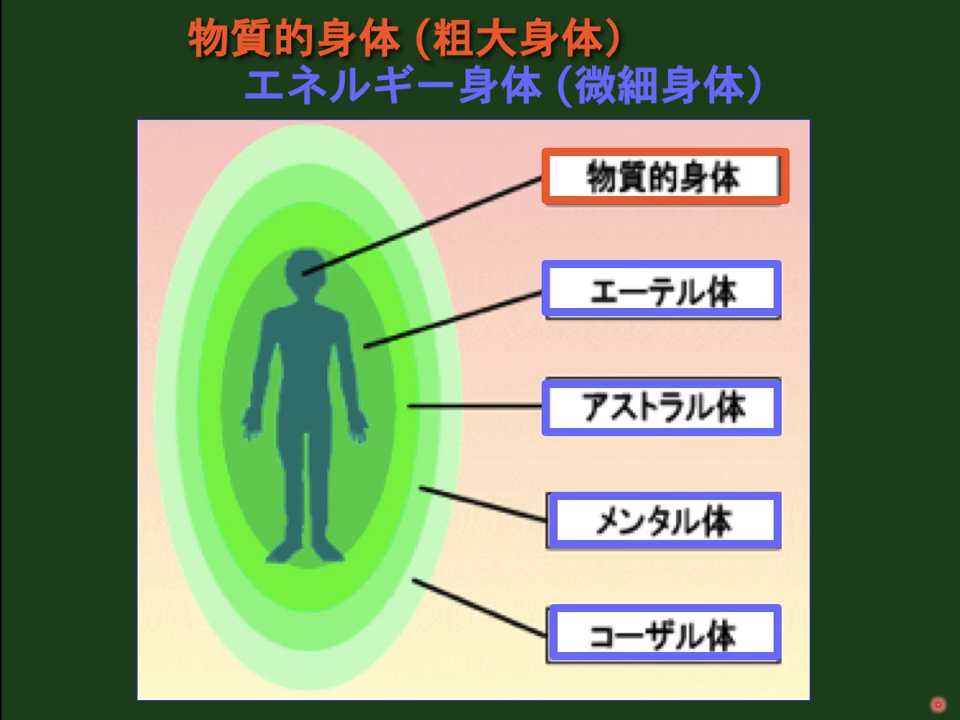 物質的身体 (粗大身体)
エネルギー身体 (微細身体)
物質的身体
エーテル体
アストラル体
メンタル体
コーザル体